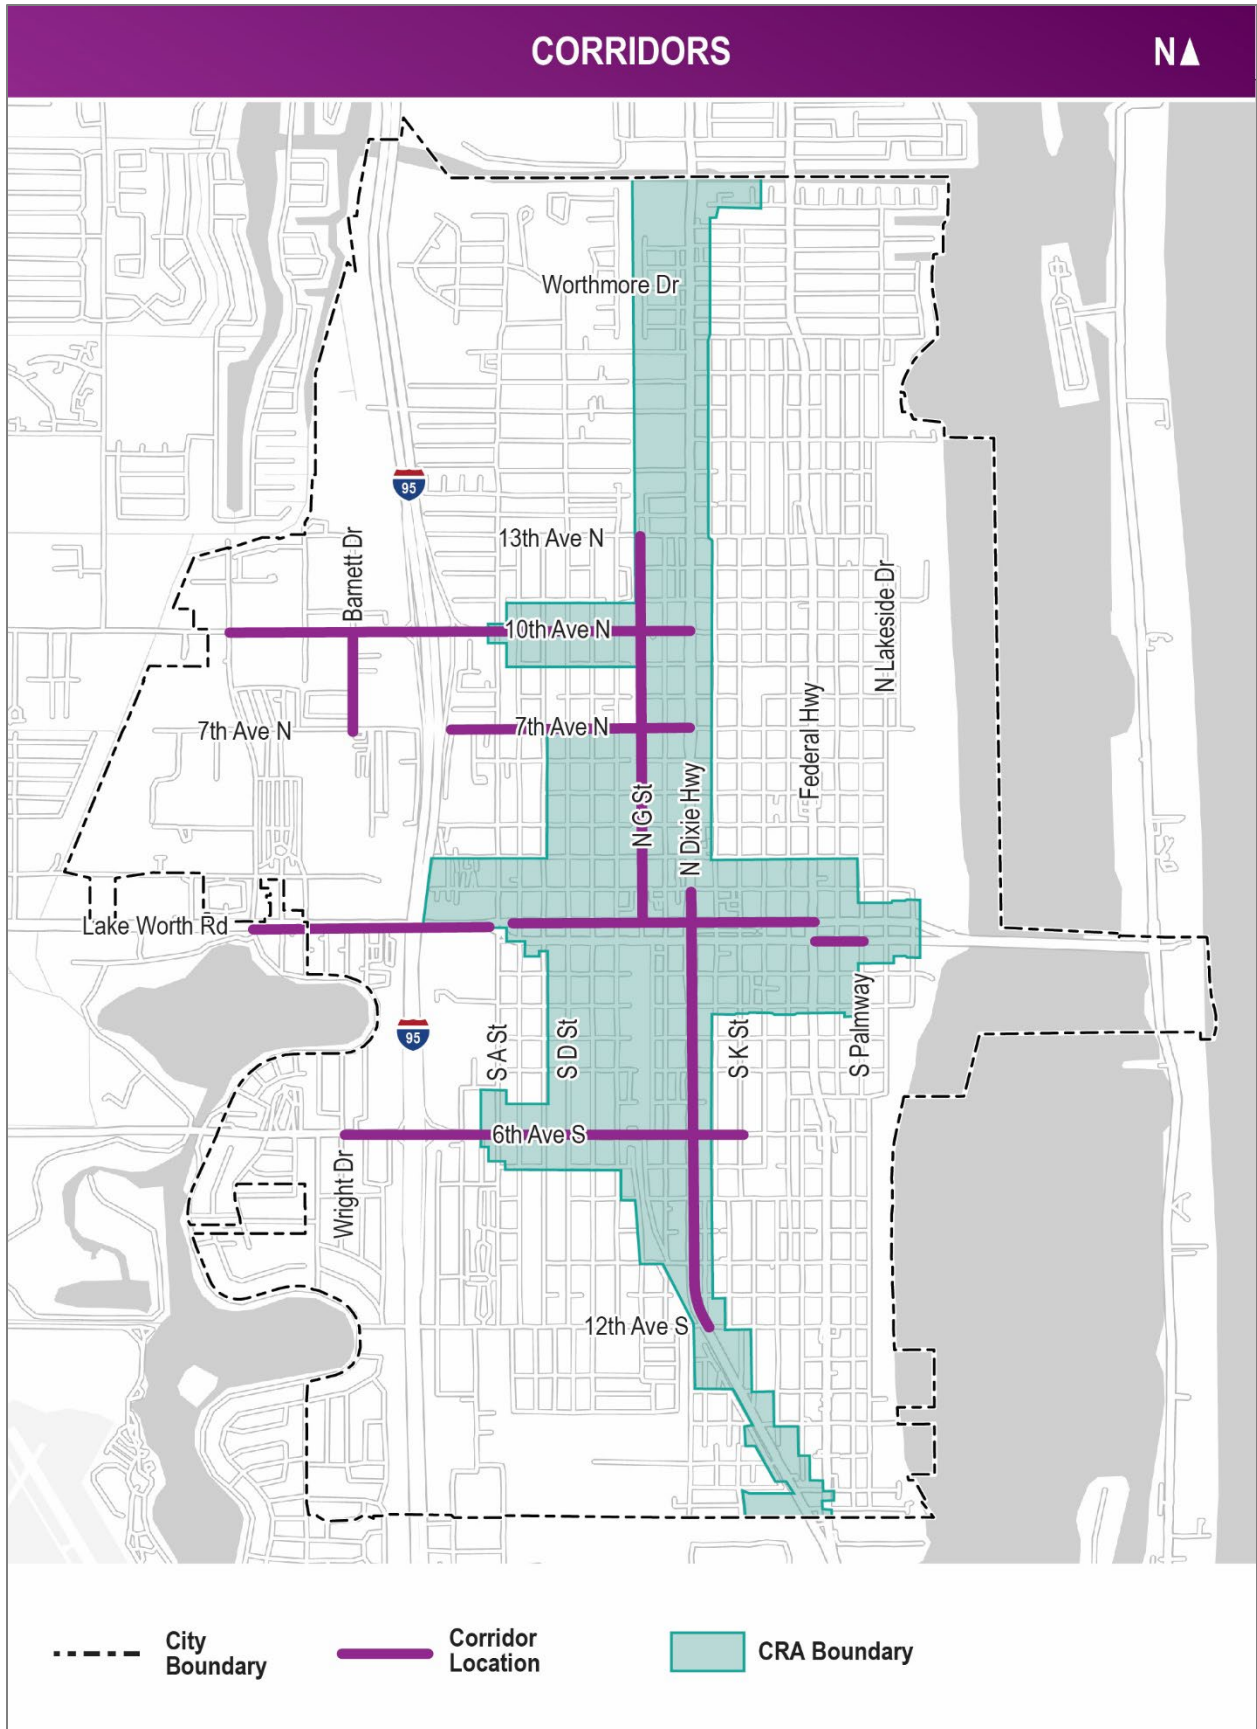 CORRIDORS
N
Worthmore Dr
95
13th Ave N
Barnett Dr
N Lakeside Dr
10th Ave N
7th Ave N
7th Ave N
Federal Hwy
N G St
N Dixie Hwy
Lake Worth Rd
95
S A St
S D St
S K St
S Palmway
6th Ave S
Wright Dr
12th Ave S
City
Boundary
Corridor
Location
CRA Boundary